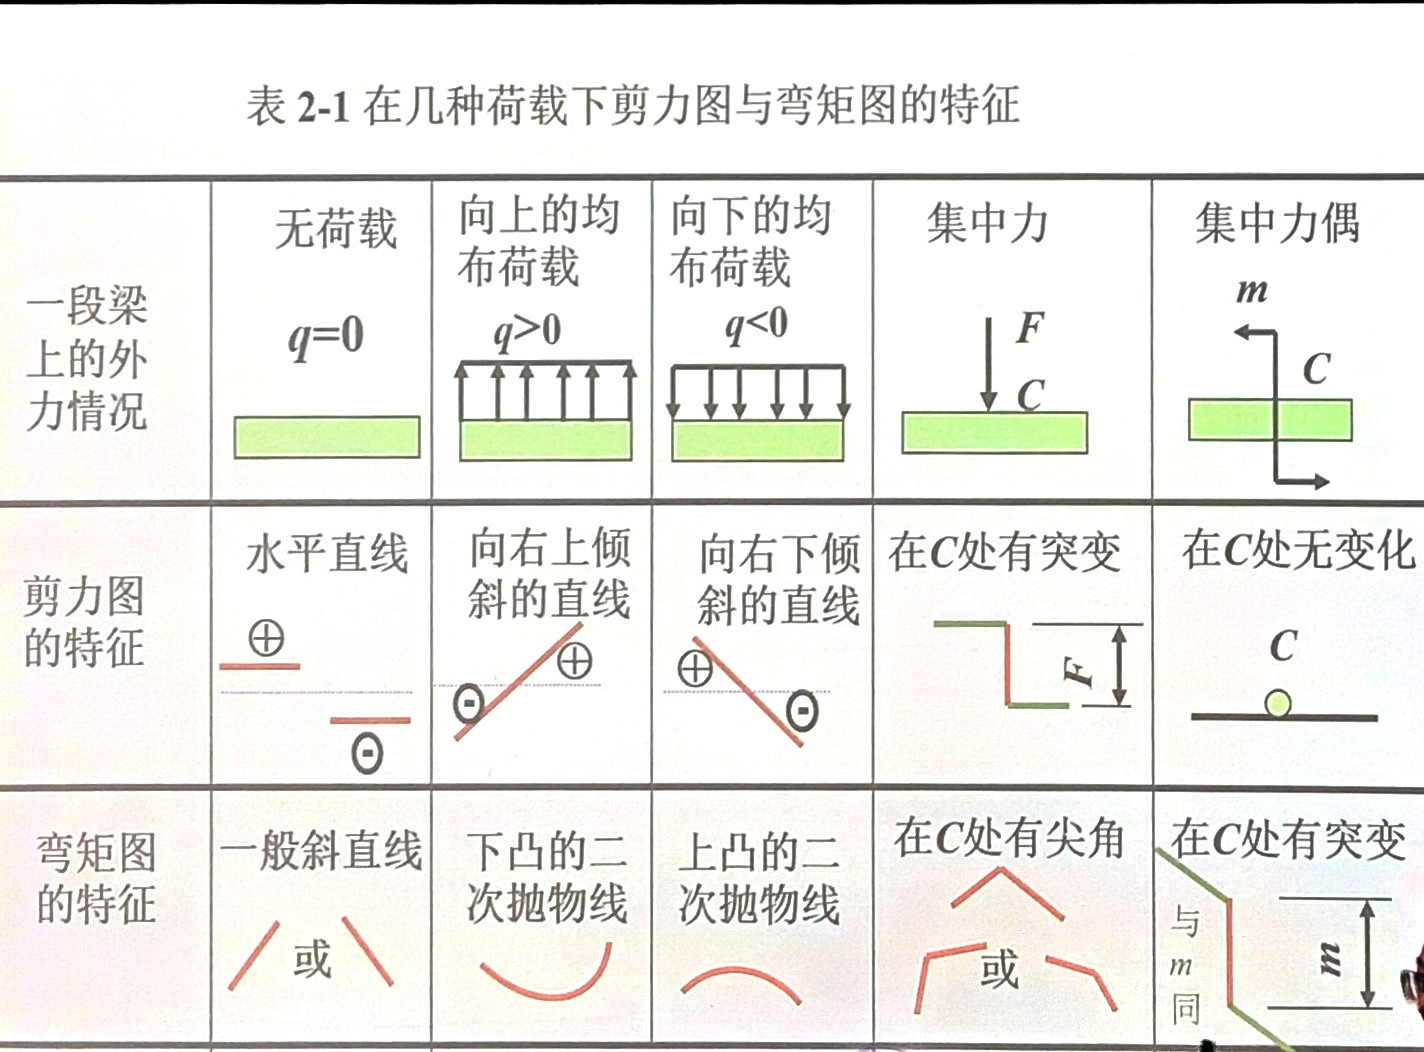 表 2-1 在几种荷载下剪力图与弯矩图的特征
一段梁
上的外
力情况
无荷载
q=0
向上的均
布荷载
q>0
向下的均
布荷载
q<0
集中力
F
C
集中力偶
m
C
剪力图
的特征
水平直线
⊕
⊖
向右上倾
斜的直线
⊕
⊖
向右下倾
斜的直线
⊕
⊖
在C处有突变
F
在C处无变化
C
弯矩图
的特征
一般斜直线
或
下凸的二
次抛物线
上凸的二
次抛物线
在C处有尖角
或
在C处有突变
与
m
同
m